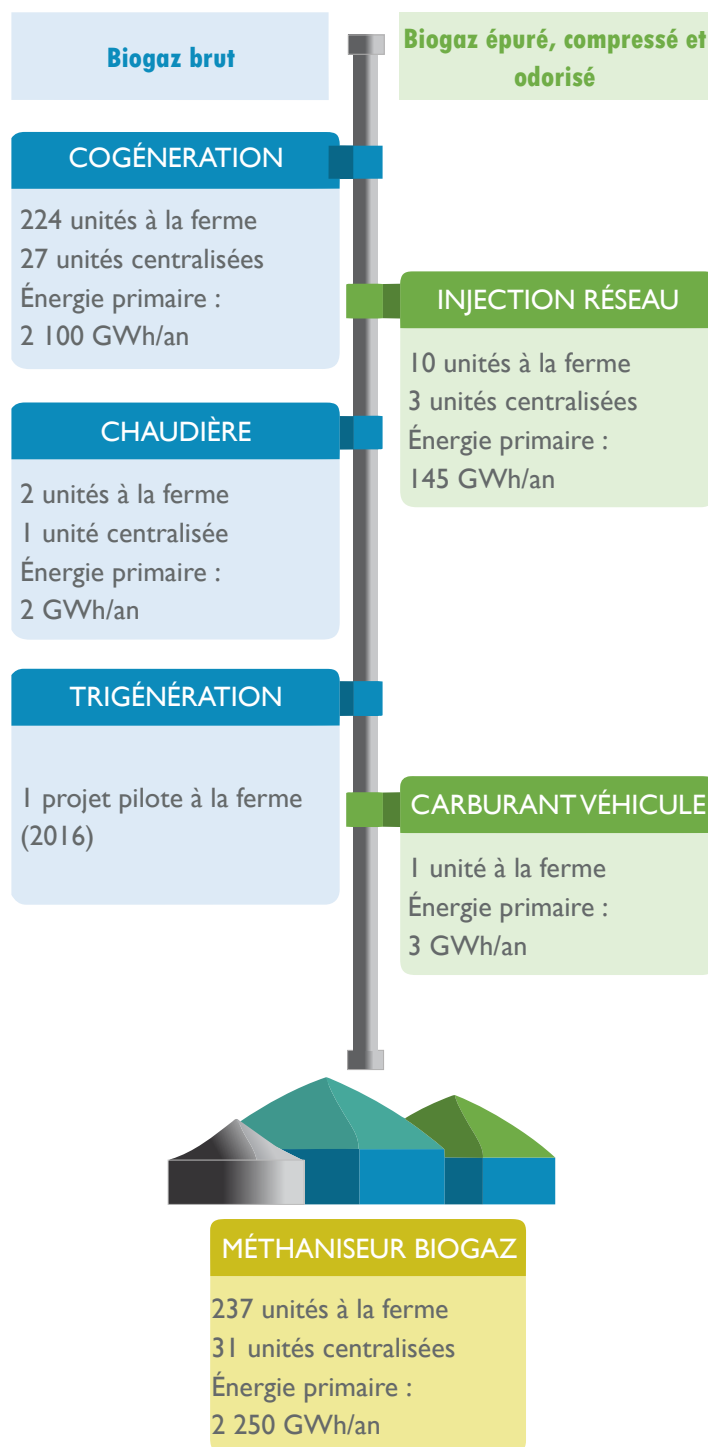 Biogaz brut
Biogaz épuré, compressé et
odorisé
COGÉNERATION
224 unités à la ferme
27 unités centralisées
Énergie primaire :
2 100 GWh/an
INJECTION RÉSEAU
10 unités à la ferme
3 unités centralisées
Énergie primaire :
145 GWh/an
CHAUDIÈRE
2 unités à la ferme
1 unité centralisée
Énergie primaire :
2 GWh/an
TRIGÉNÉRATION
1 projet pilote à la ferme
(2016)
CARBURANT VÉHICULE
1 unité à la ferme
Énergie primaire :
3 GWh/an
MÉTHANISEUR BIOGAZ
237 unités à la ferme
31 unités centralisées
Énergie primaire :
2 250 GWh/an